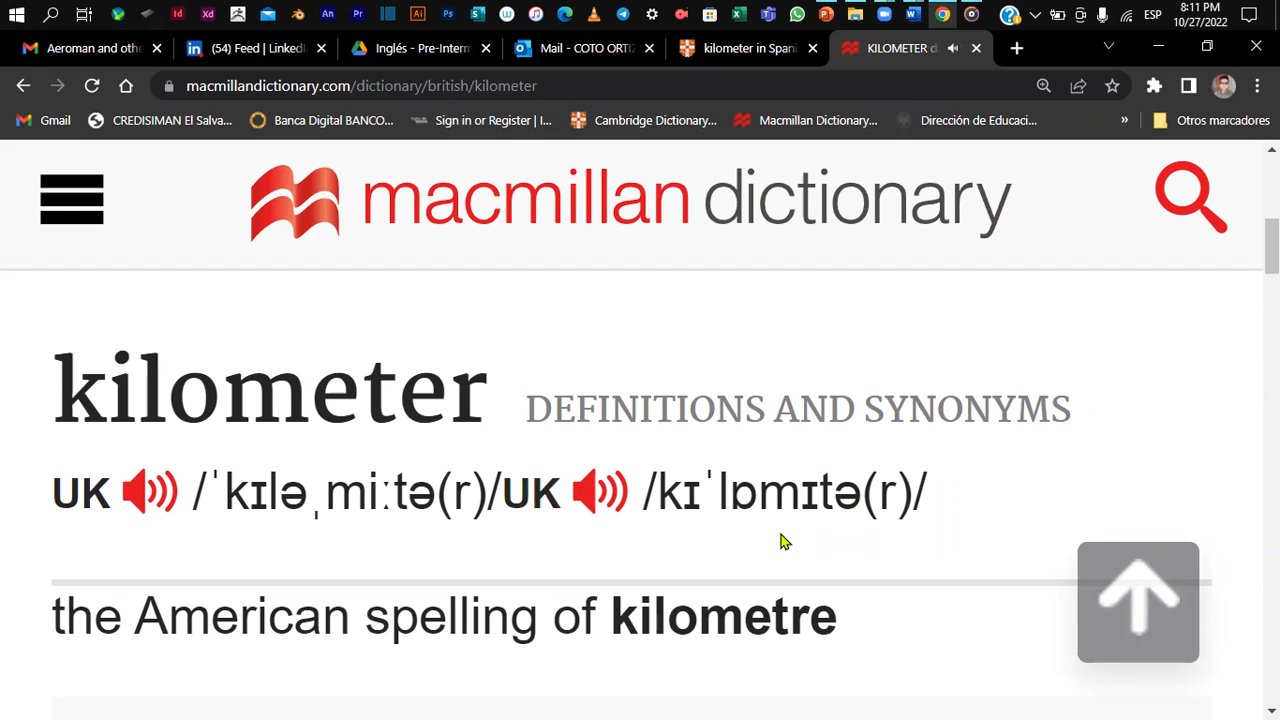 8:11 PM
ESP
10/27/2022
Aeroman and othe
(54) Feed | LinkedI
Inglés - Pre-Interm
Mail - COTO ORTIZ
kilometer in Spani
KILOMETER d
macmillandictionary.com/dictionary/british/kilometer
Gmail
CREDISIMAN El Salva...
Banca Digital BANCO...
Sign in or Register | I...
Cambridge Dictionary...
Macmillan Dictionary...
Dirección de Educaci...
»
Otros marcadores
macmillan dictionary
kilometer DEFINITIONS AND SYNONYMS
UK /ˈkɪləˌmiːtə(r)/UK /kɪˈlɒmɪtə(r)/
the American spelling of kilometre